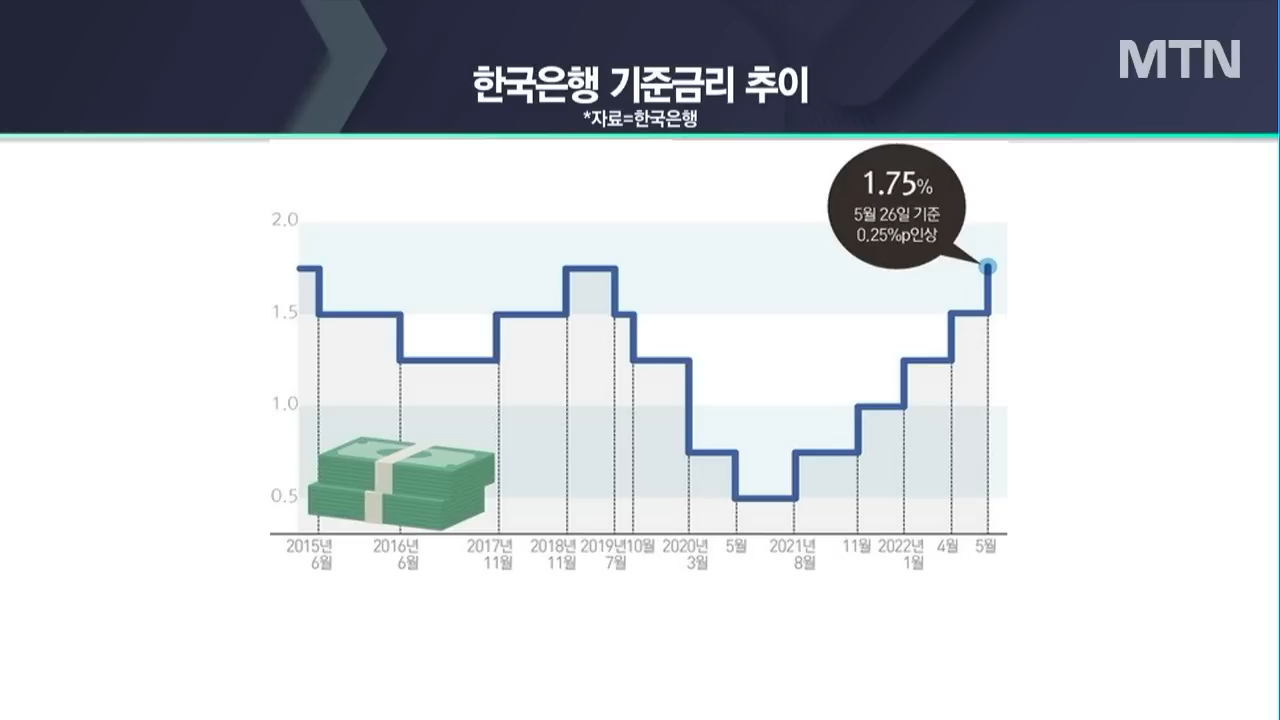 MTN
한국은행 기준금리 추이
*자료=한국은행
1.75%
5월 26일 기준
0.25%p인상
2.0
1.5
1.0
0.5
2015년 2016년 2017년 2018년 2019년10월 2020년 5월 2021년 11월 2022년 4월 5월
6월 6월 11월 11월 7월 3월 8월 1월